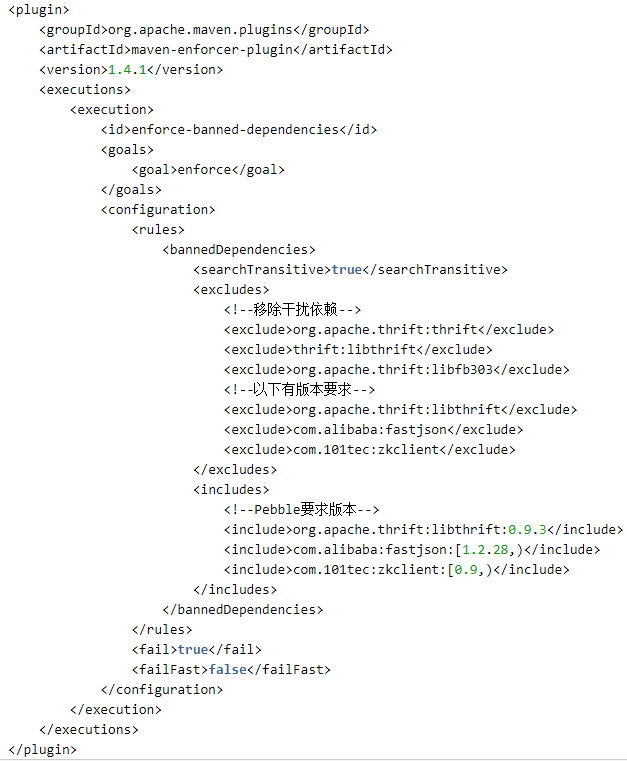 <plugin>
<groupId>org.apache.maven.plugins</groupId>
<artifactId>maven-enforcer-plugin</artifactId>
<version>1.4.1</version>
<executions>
<execution>
<id>enforce-banned-dependencies</id>
<goals>
<goal>enforce</goal>
</goals>
<configuration>
<rules>
<bannedDependencies>
<searchTransitive>true</searchTransitive>
<excludes>
<!--移除干扰依赖-->
<exclude>org.apache.thrift:thrift</exclude>
<exclude>thrift:libthrift</exclude>
<exclude>org.apache.thrift:libfb303</exclude>
<!--以下有版本要求-->
<exclude>org.apache.thrift:libthrift</exclude>
<exclude>com.alibaba:fastjson</exclude>
<exclude>com.101tec:zkclient</exclude>
</excludes>
<includes>
<!--Pebble要求版本-->
<include>org.apache.thrift:libthrift:0.9.3</include>
<include>com.alibaba:fastjson:[1.2.28,)</include>
<include>com.101tec:zkclient:[0.9,)</include>
</includes>
</bannedDependencies>
</rules>
<fail>true</fail>
<failFast>false</failFast>
</configuration>
</execution>
</executions>
</plugin>